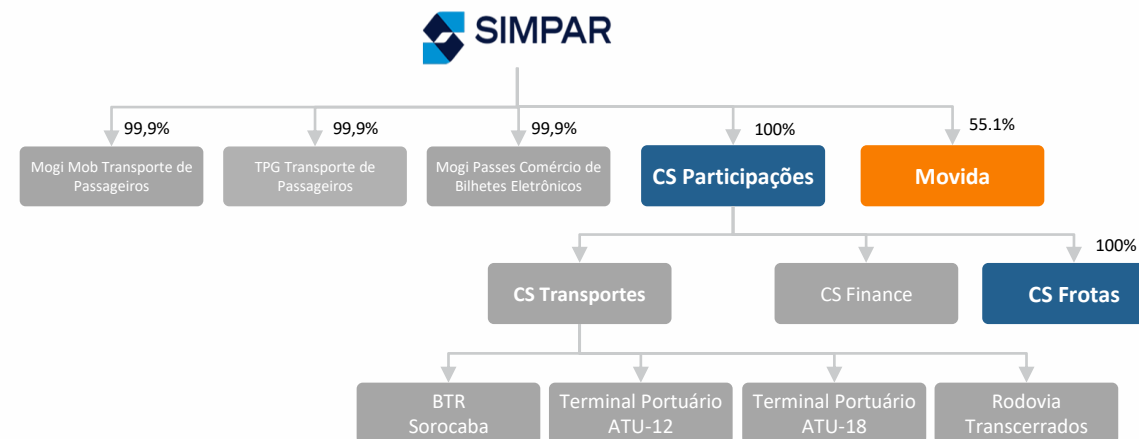 SIMPAR
99,9%
99,9%
99,9%
100%
55.1%
Mogi Mob Transporte de
Passageiros
TPG Transporte de
Passageiros
Mogi Passes Comércio de
Bilhetes Eletrônicos
CS Participações
Movida
100%
CS Transportes
CS Finance
CS Frotas
BTR
Sorocaba
Terminal Portuário
ATU-12
Terminal Portuário
ATU-18
Rodovia
Transcerrados